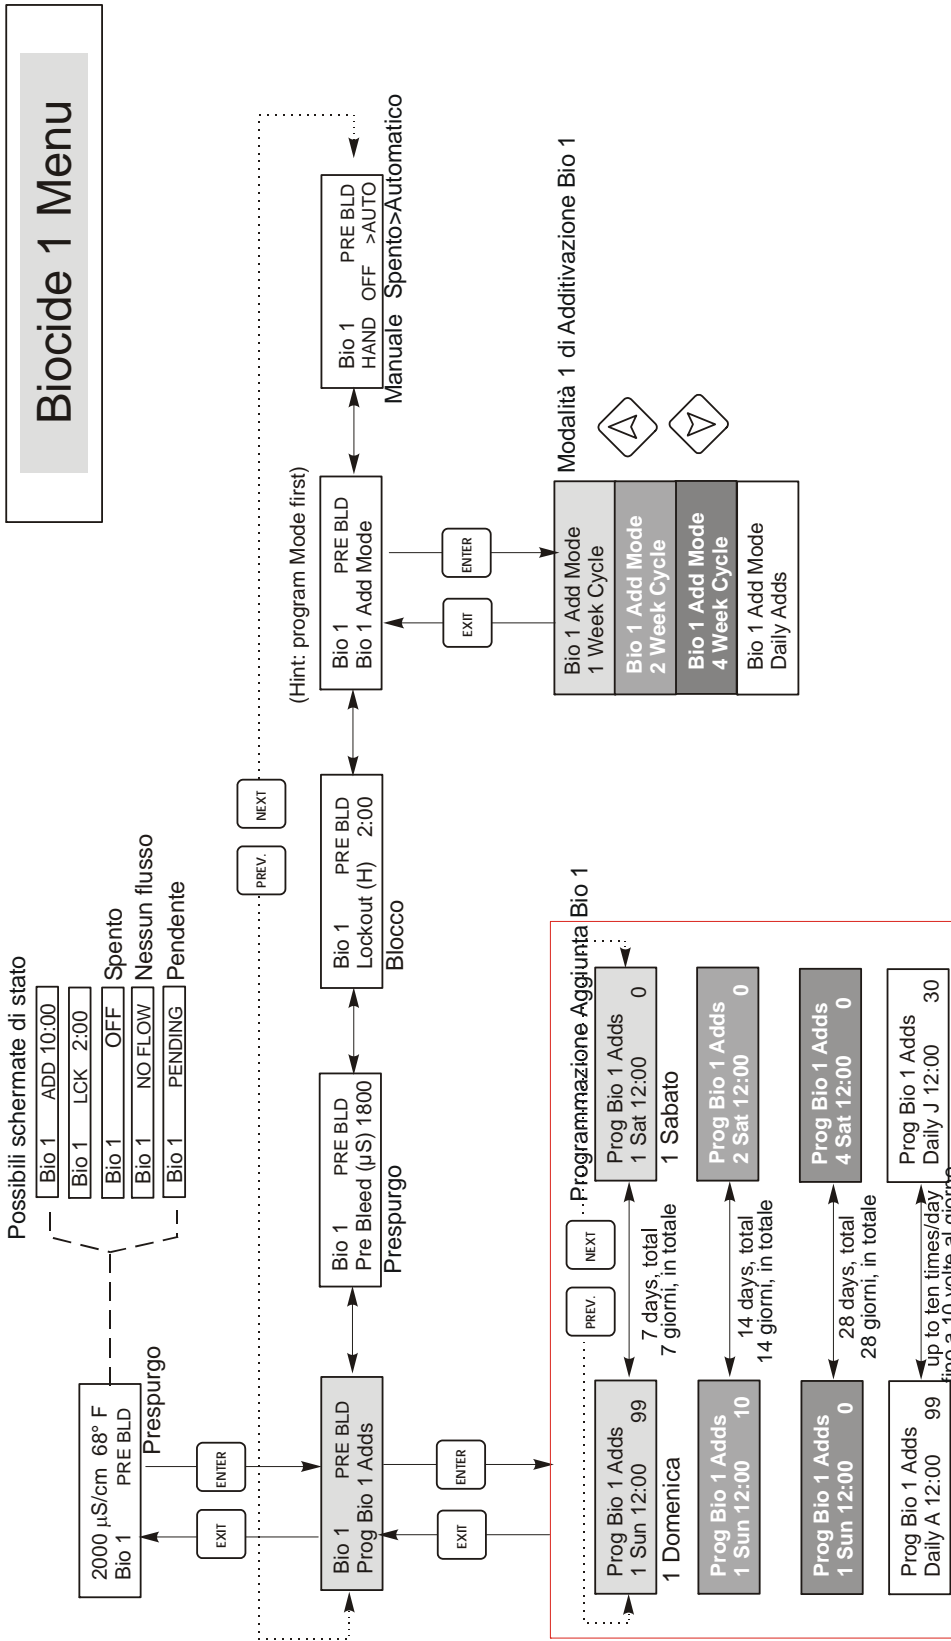 Biocide 1 Menu
Possibili schermate di stato
2000 µS/cm 68° F
Bio 1 PRE BLD
Prespurgo
Bio 1 ADD 10:00
Bio 1 LCK 2:00
Bio 1 OFF
Spento
Bio 1 NO FLOW
Nessun flusso
Bio 1 PENDING
Pendente
EXIT
ENTER
PREV.
NEXT
Bio 1 PRE BLD
Prog Bio 1 Adds
Bio 1 PRE BLD
Pre Bleed (µS) 1800
Prespurgo
Bio 1 PRE BLD
Lockout (H) 2:00
Blocco
(Hint: program Mode first)
Bio 1 PRE BLD
Bio 1 Add Mode
Bio 1 PRE BLD
HAND OFF >AUTO
Manuale Spento>Automatico
EXIT
ENTER
EXIT
ENTER
Modalità 1 di Additivazione Bio 1
Bio 1 Add Mode
1 Week Cycle
Bio 1 Add Mode
2 Week Cycle
Bio 1 Add Mode
4 Week Cycle
Bio 1 Add Mode
Daily Adds
PREV.
NEXT
Programmazione Aggiunta Bio 1
Prog Bio 1 Adds
1 Sun 12:00 99
1 Domenica
7 days, total
7 giorni, in totale
Prog Bio 1 Adds
1 Sat 12:00 0
1 Sabato
Prog Bio 1 Adds
1 Sun 12:00 10
14 days, total
14 giorni, in totale
Prog Bio 1 Adds
2 Sat 12:00 0
Prog Bio 1 Adds
1 Sun 12:00 0
28 days, total
28 giorni, in totale
Prog Bio 1 Adds
4 Sat 12:00 0
Prog Bio 1 Adds
Daily A 12:00 99
up to ten times/day
fino a 10 volte al giorno
Prog Bio 1 Adds
Daily J 12:00 30